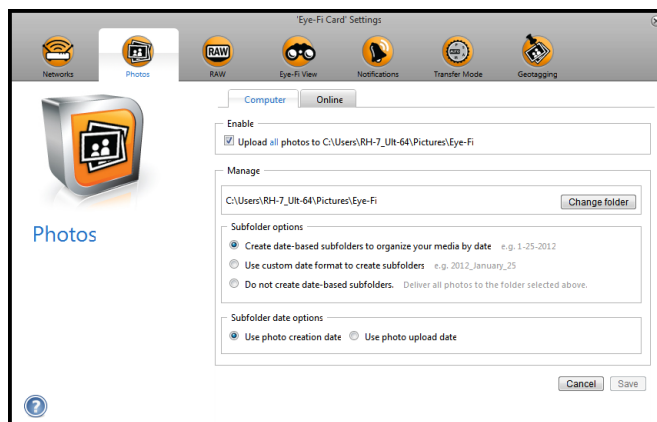 'Eye-Fi Card' Settings
Networks
Photos
RAW
RAW
Eye-Fi View
Notifications
Transfer Mode
Geotagging
Computer
Online
Enable
Upload all photos to C:\Users\RH-7_Ult-64\Pictures\Eye-Fi
Manage
C:\Users\RH-7_Ult-64\Pictures\Eye-Fi
Change folder
Photos
Subfolder options
Create date-based subfolders to organize your media by date e.g. 1-25-2012
Use custom date format to create subfolders e.g. 2012_January_25
Do not create date-based subfolders. Deliver all photos to the folder selected above.
Subfolder date options
Use photo creation date
Use photo upload date
Cancel
Save
?